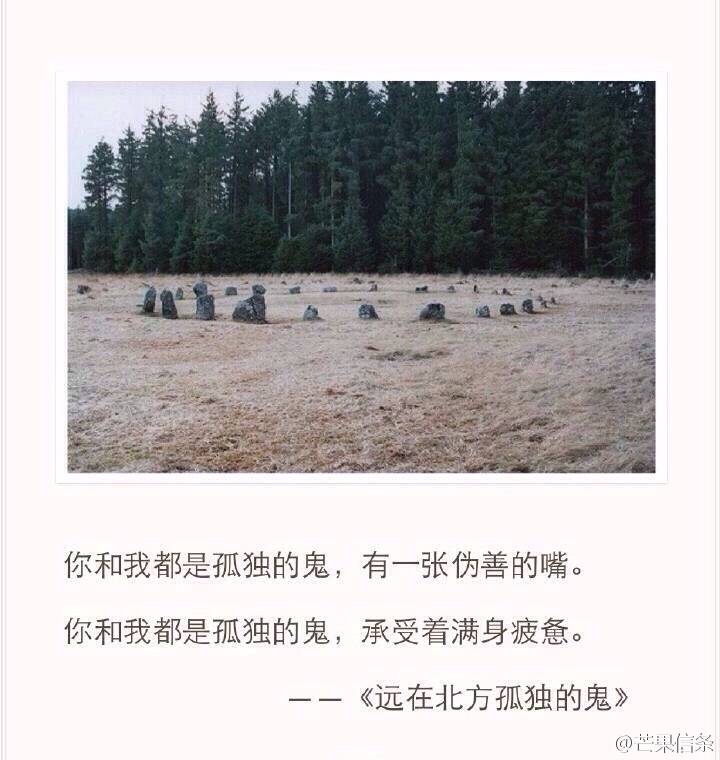 你和我都是孤独的鬼，有一张伪善的嘴。
你和我都是孤独的鬼，承受着满身疲惫。
——《远在北方孤独的鬼》
@芒果信条